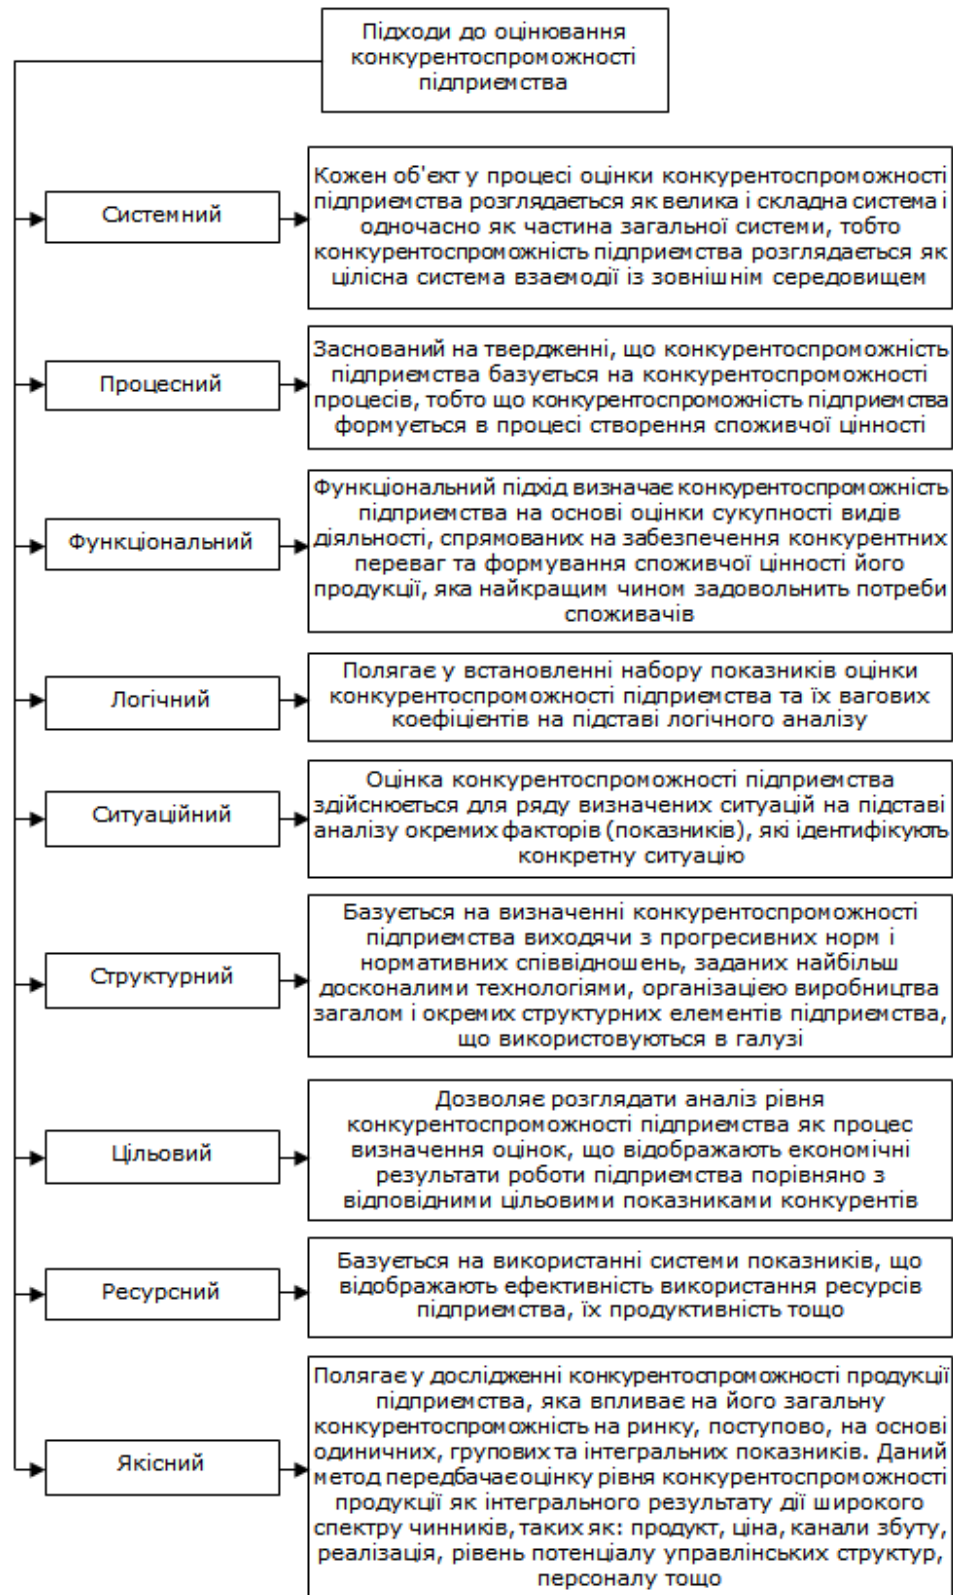 Підходи до оцінювання
конкурентоспроможності
підприємства
Системний
Кожен об'єкт у процесі оцінки конкурентоспроможності
підприємства розглядається як велика і складна система і
одночасно як частина загальної системи, тобто
конкурентоспроможність підприємства розглядається як
цілісна система взаємодії із зовнішнім середовищем
Процесний
Заснований на твердженні, що конкурентоспроможність
підприємства базується на конкурентоспроможності
процесів, тобто що конкурентоспроможність підприємства
формується в процесі створення споживчої цінності
Функціональний
Функціональний підхід визначає конкурентоспроможність
підприємства на основі оцінки сукупності видів
діяльності, спрямованих на забезпечення конкурентних
переваг та формування споживчої цінності його
продукції, яка найкращим чином задовольнить потреби
споживачів
Логічний
Полягає у встановленні набору показників оцінки
конкурентоспроможності підприємства та їх вагових
коефіцієнтів на підставі логічного аналізу
Ситуаційний
Оцінка конкурентоспроможності підприємства
здійснюється для ряду визначених ситуацій на підставі
аналізу окремих факторів (показників), які ідентифікують
конкретну ситуацію
Структурний
Базується на визначенні конкурентоспроможності
підприємства виходячи з прогресивних норм і
нормативних співвідношень, заданих найбільш
досконалими технологіями, організацією виробництва
загалом і окремих структурних елементів підприємства,
що використовуються в галузі
Цільовий
Дозволяє розглядати аналіз рівня
конкурентоспроможності підприємства як процес
визначення оцінок, що відображають економічні
результати роботи підприємства порівняно з
відповідними цільовими показниками конкурентів
Ресурсний
Базується на використанні системи показників, що
відображають ефективність використання ресурсів
підприємства, їх продуктивність тощо
Якісний
Полягає у дослідженні конкурентоспроможності продукції
підприємства, яка впливає на його загальну
конкурентоспроможність на ринку, поступово, на основі
одиничних, групових та інтегральних показників. Даний
метод передбачає оцінку рівня конкурентоспроможності
продукції як інтегрального результату дії широкого
спектру чинників, таких як: продукт, ціна, канали збуту,
реалізація, рівень потенціалу управлінських структур,
персоналу тощо